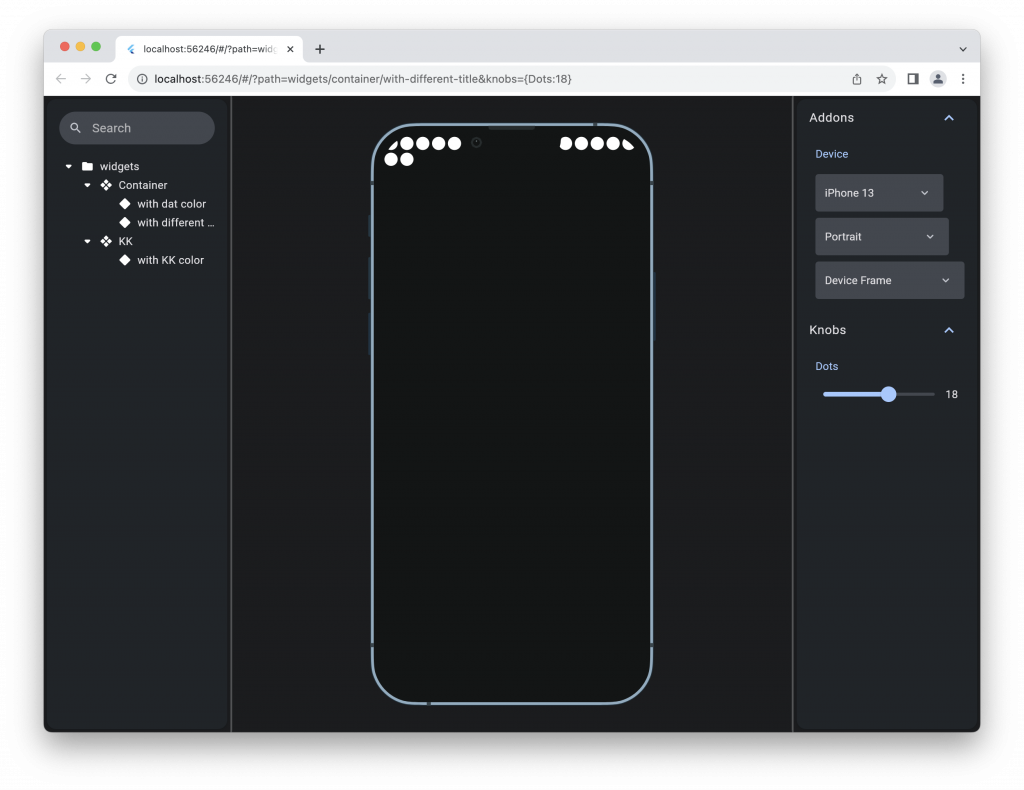 localhost:56246/#/?path=widg
localhost:56246/#/?path=widgets/container/with-different-title&knobs={Dots:18}
Search
widgets
Container
with dat color
with different ...
KK
with KK color
Addons
Device
iPhone 13
Portrait
Device Frame
Knobs
Dots
18